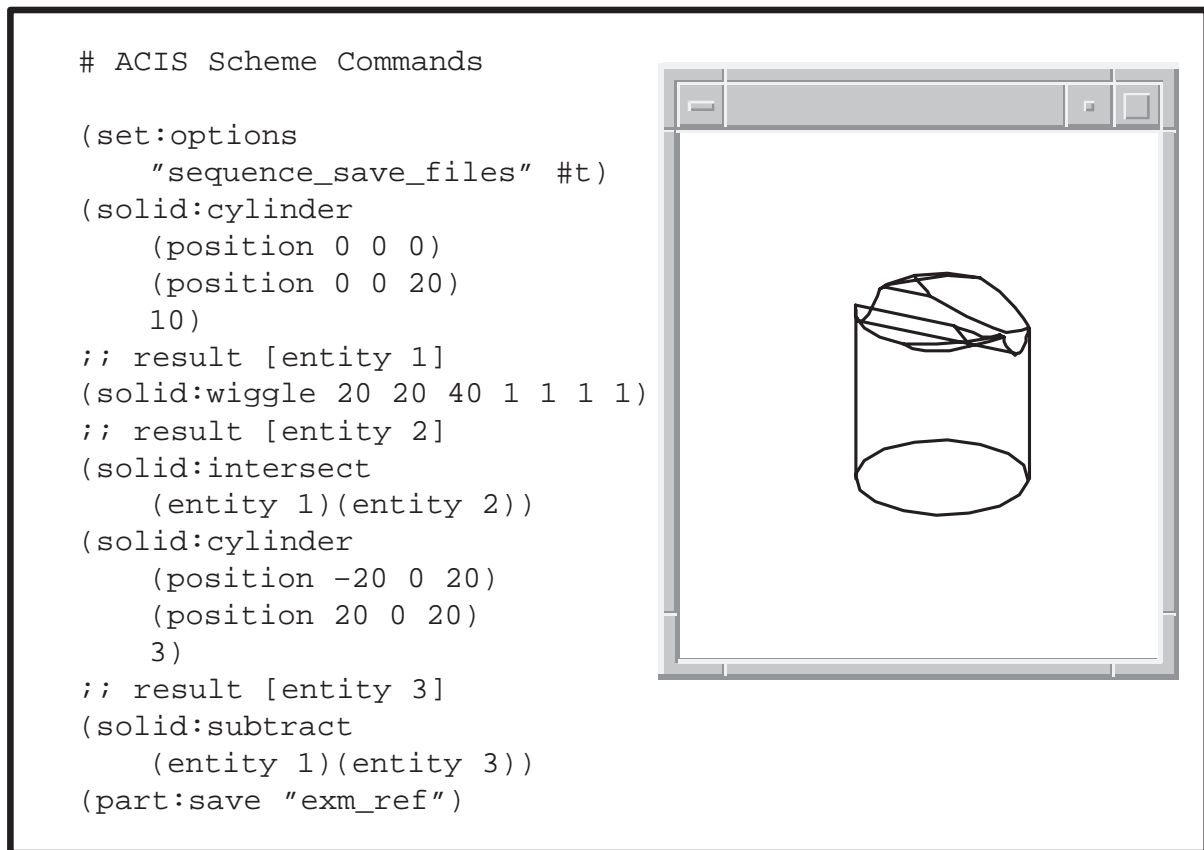 # ACIS Scheme Commands
(set:options
"sequence_save_files" #t)
(solid:cylinder
(position 0 0 0)
(position 0 0 20)
10)
;; result [entity 1]
(solid:wiggle 20 20 40 1 1 1 1)
;; result [entity 2]
(solid:intersect
(entity 1)(entity 2))
(solid:cylinder
(position –20 0 20)
(position 20 0 20)
3)
;; result [entity 3]
(solid:subtract
(entity 1)(entity 3))
(part:save "exm_ref")